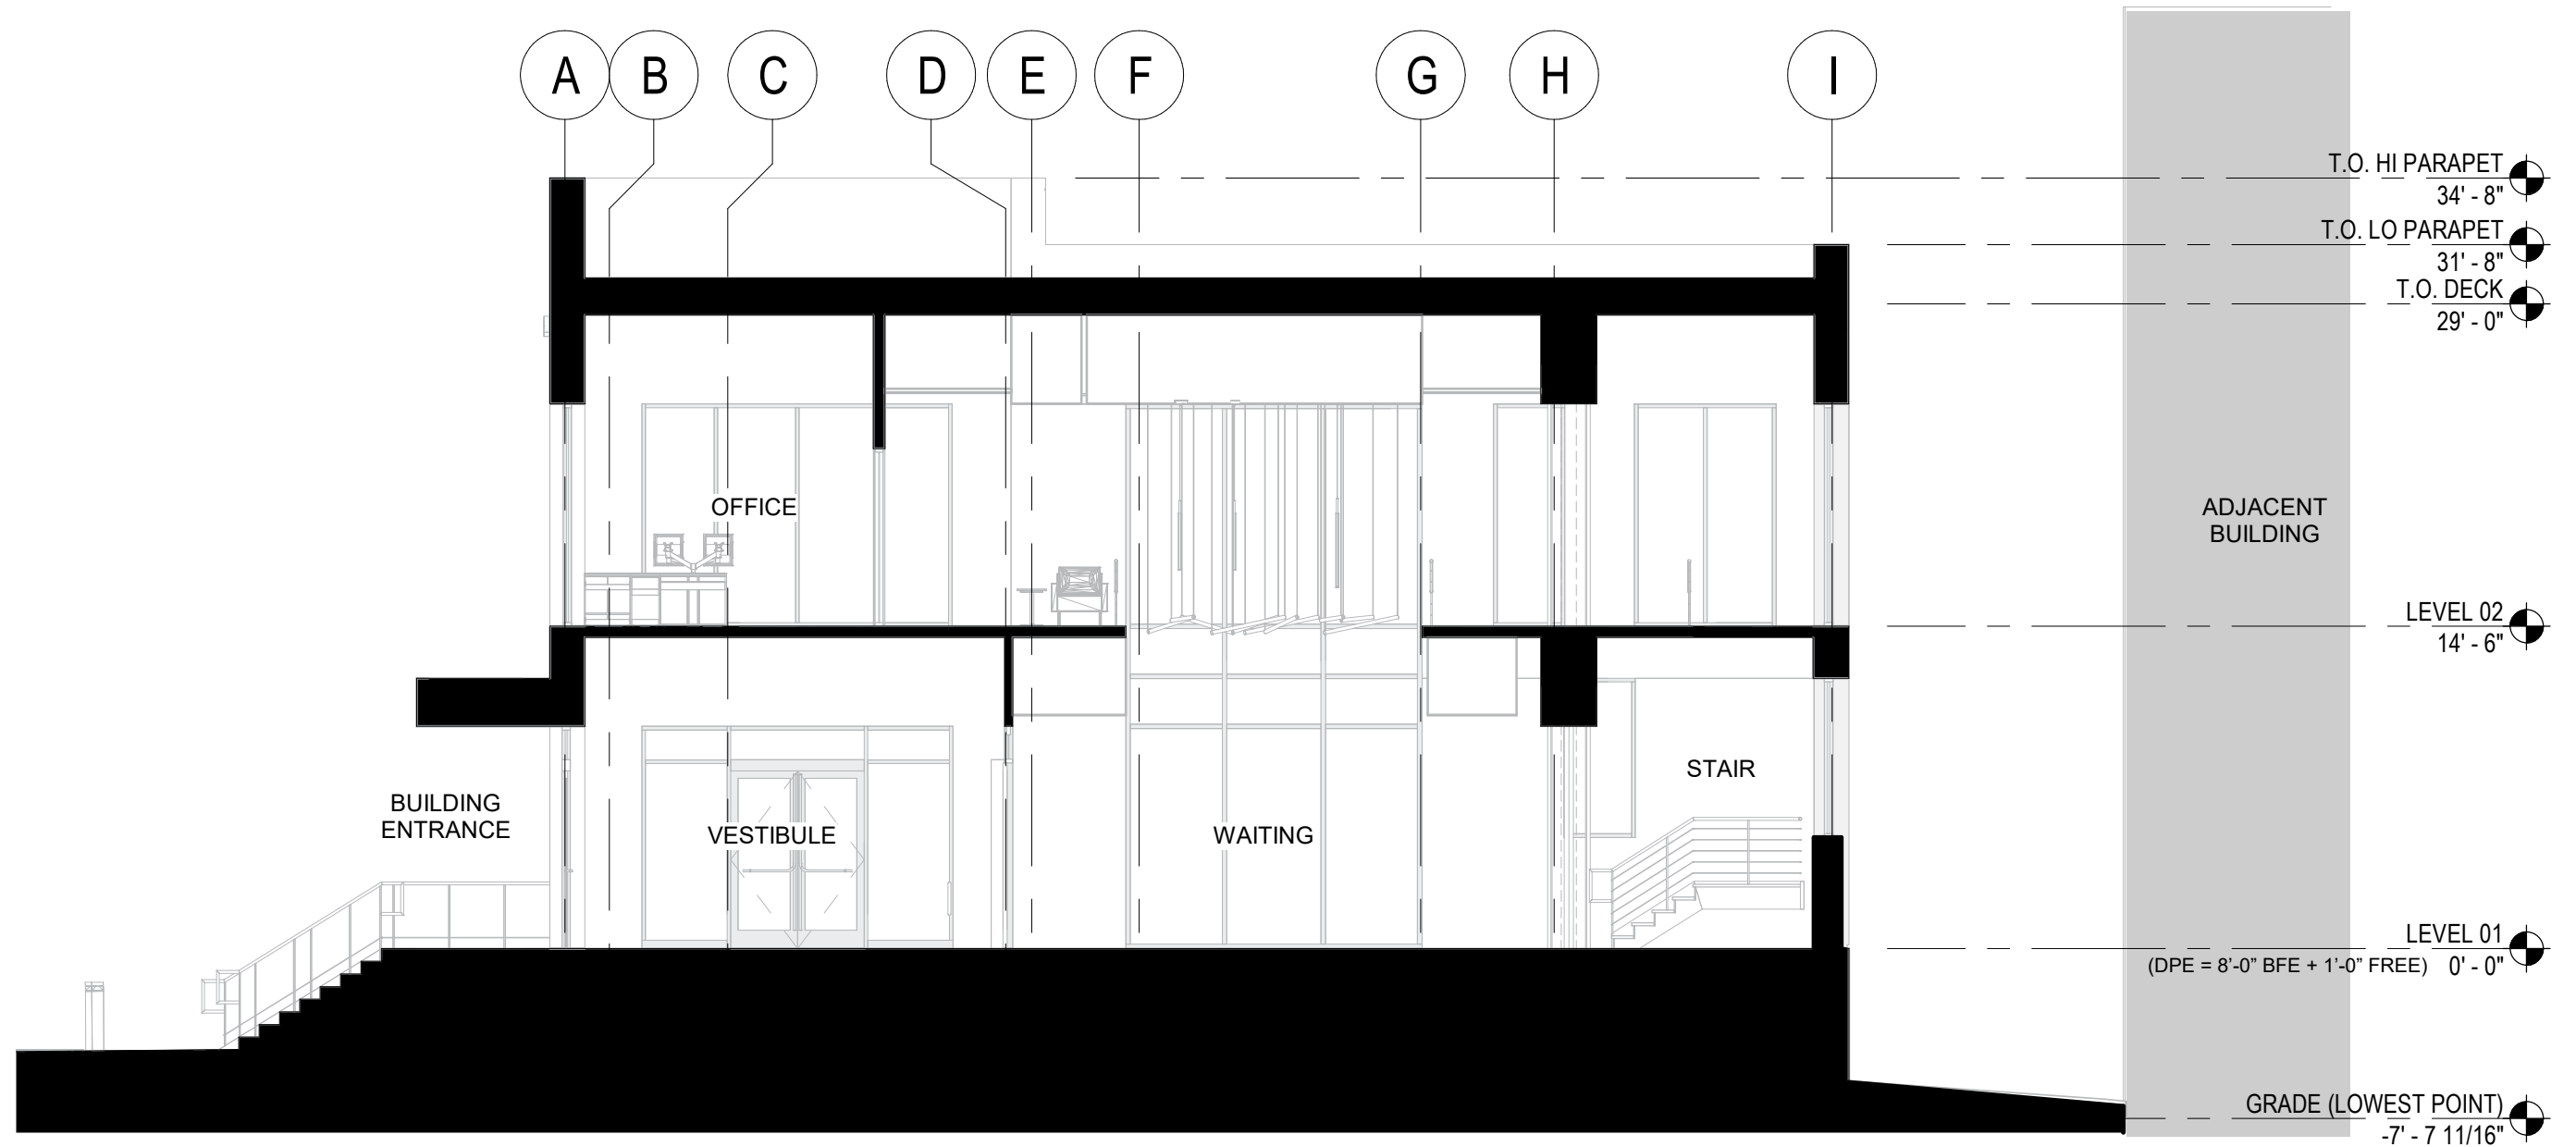 A B C D E F G H I
T.O. HI PARAPET
34' - 8"
T.O. LO PARAPET
31' - 8"
T.O. DECK
29' - 0"
OFFICE
ADJACENT
BUILDING
LEVEL 02
14' - 6"
STAIR
BUILDING
ENTRANCE
VESTIBULE
WAITING
LEVEL 01
(DPE = 8’-0” BFE + 1’-0” FREE) 0' - 0"
GRADE (LOWEST POINT)
-7' - 7 11/16"